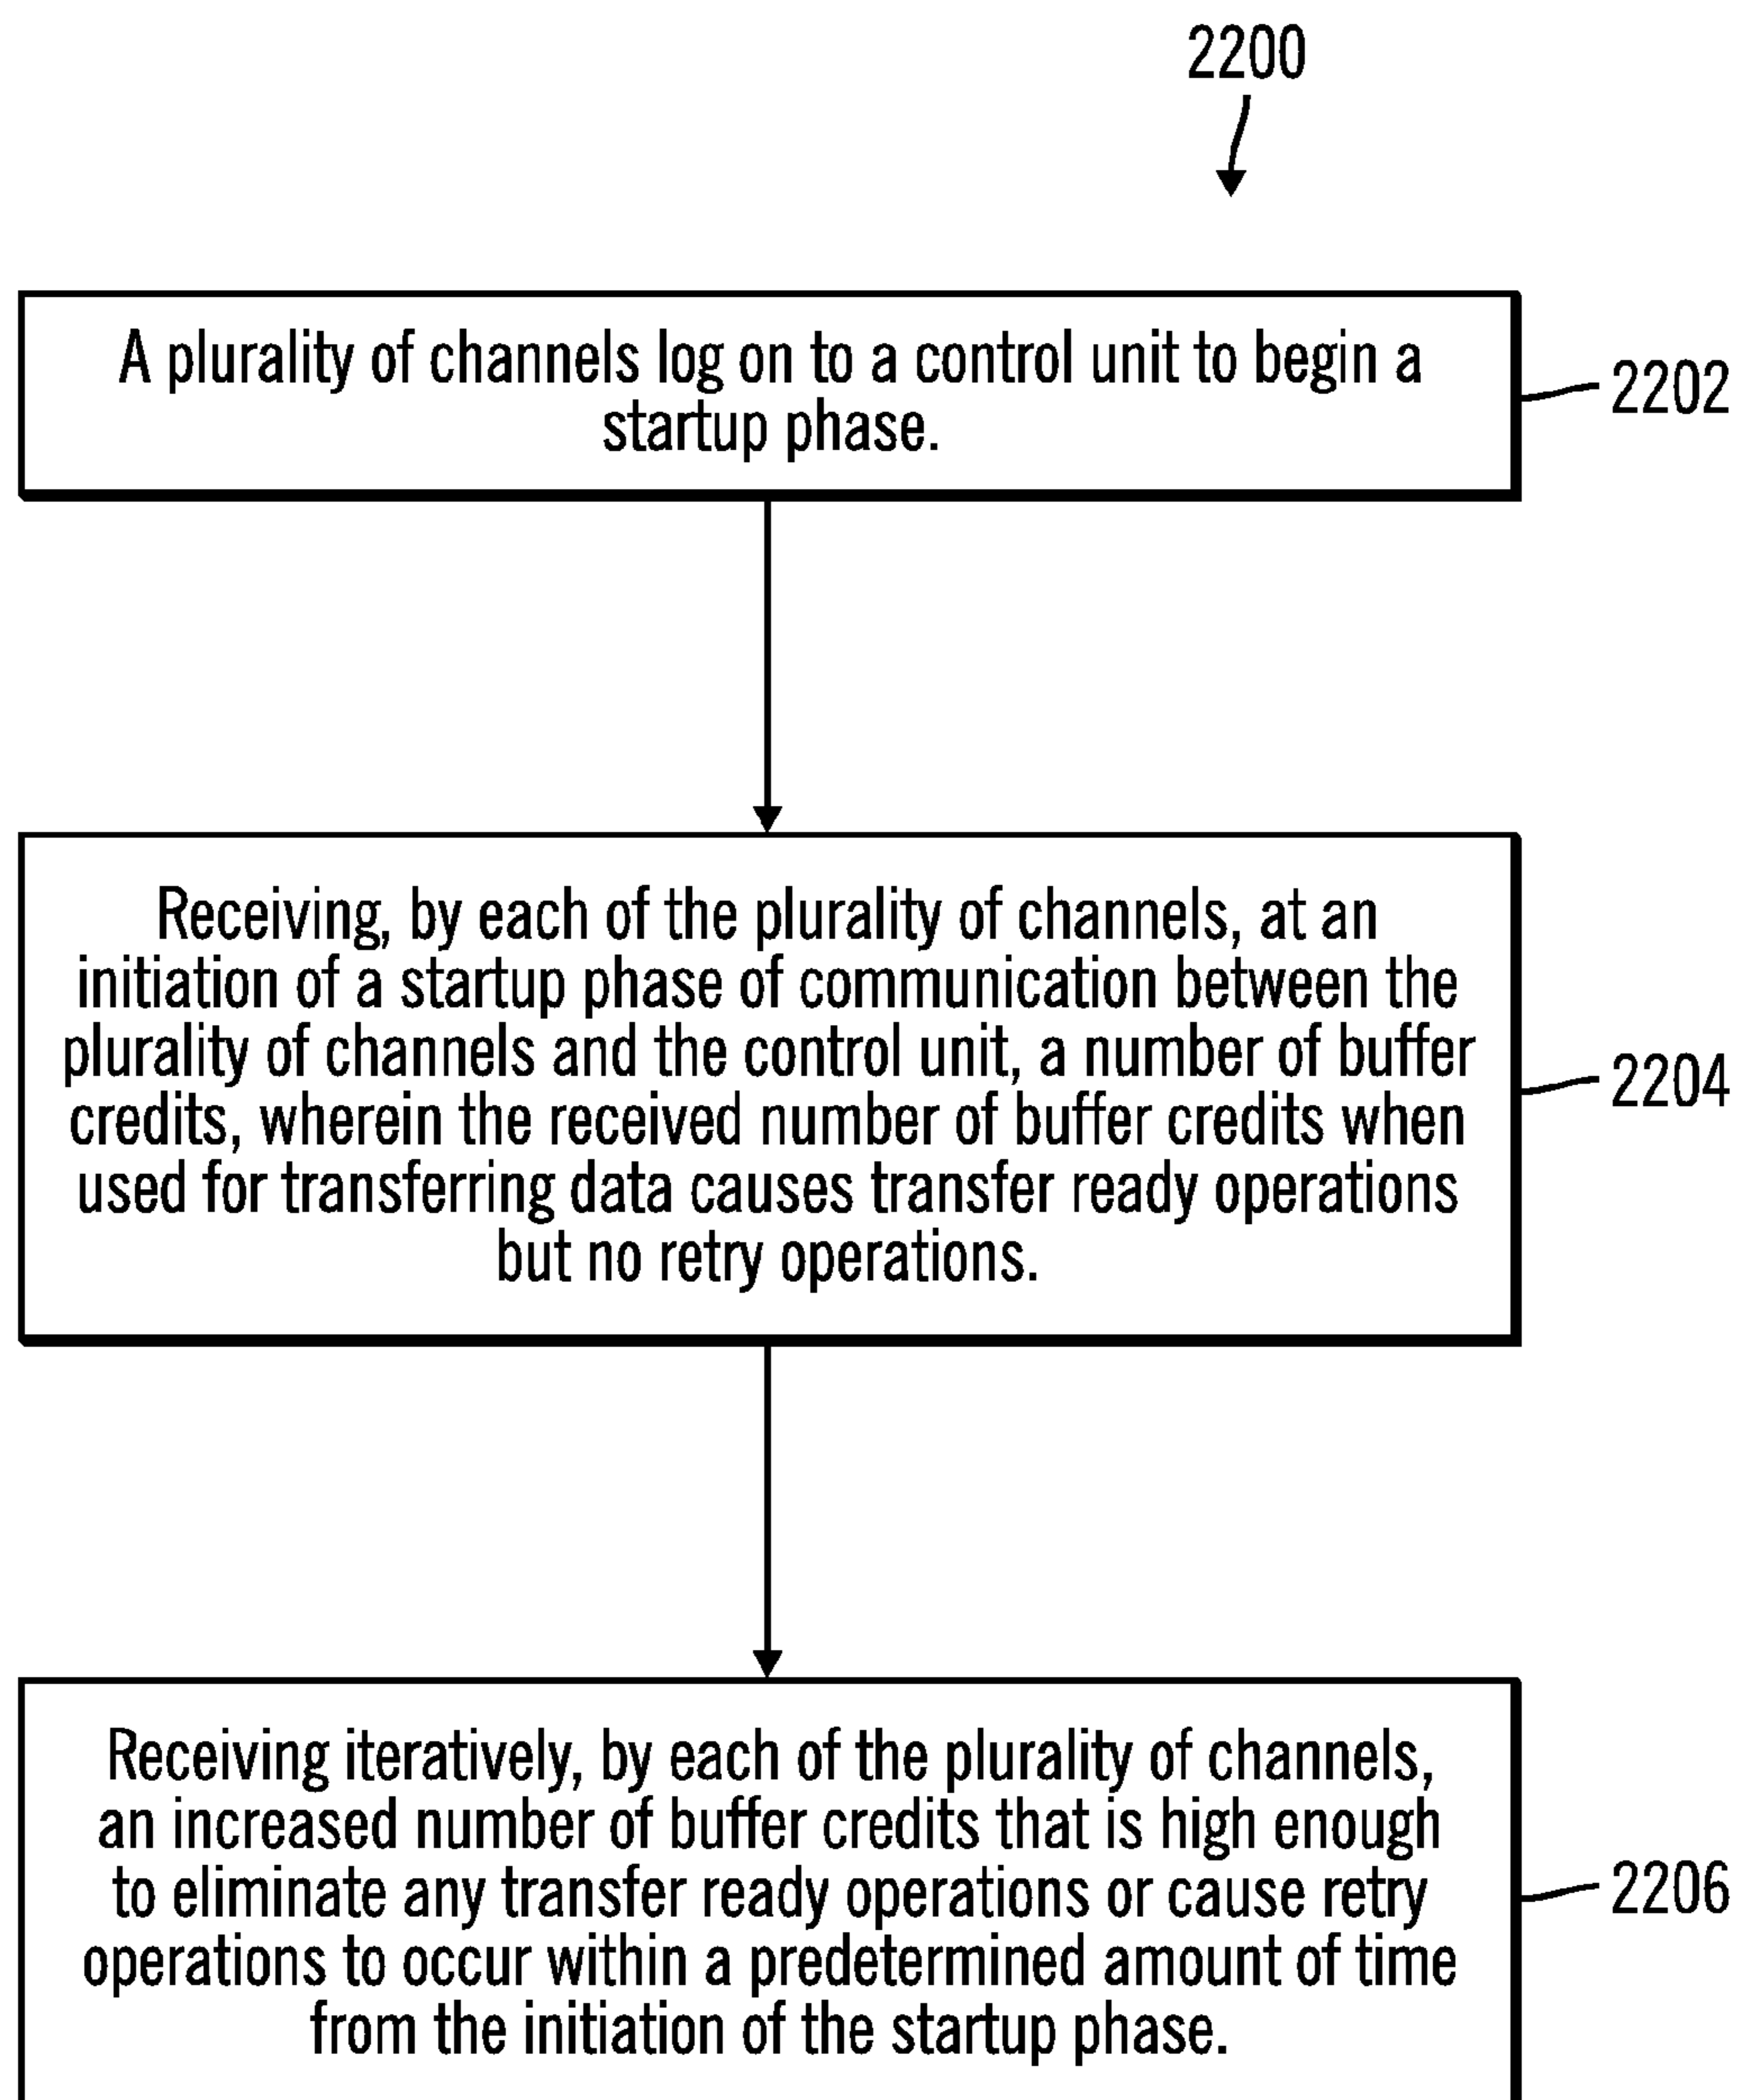 2200
A plurality of channels log on to a control unit to begin a
startup phase.
2202
Receiving, by each of the plurality of channels, at an
initiation of a startup phase of communication between the
plurality of channels and the control unit, a number of buffer
credits, wherein the received number of buffer credits when
used for transferring data causes transfer ready operations
but no retry operations.
2204
Receiving iteratively, by each of the plurality of channels,
an increased number of buffer credits that is high enough
to eliminate any transfer ready operations or cause retry
operations to occur within a predetermined amount of time
from the initiation of the startup phase.
2206